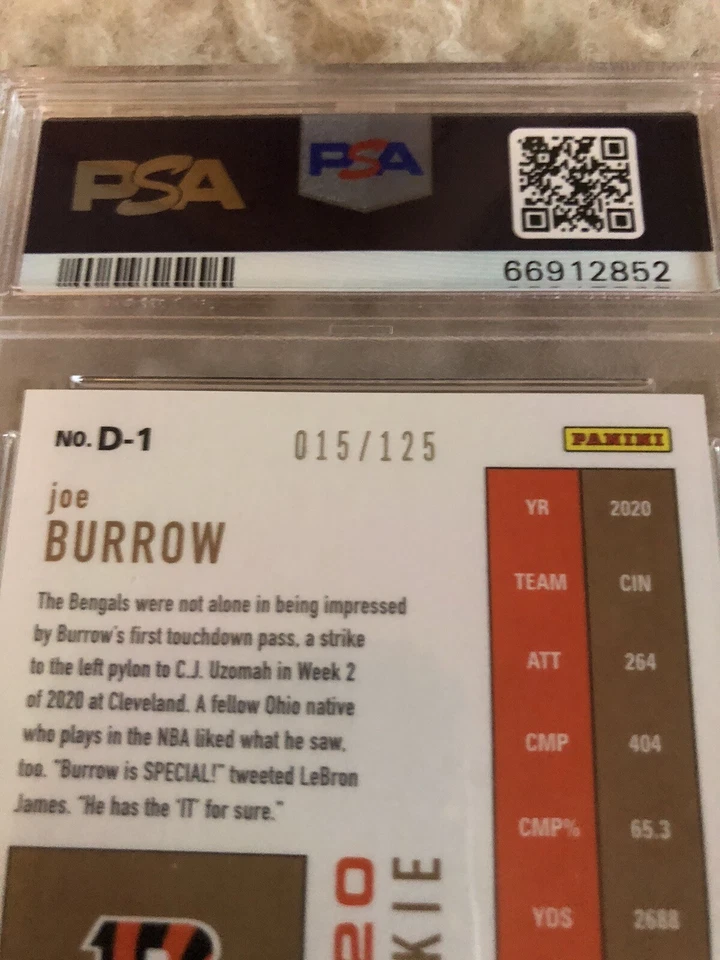 PSA
PSA
66912852
NO. D-1
015/125
PANINI
joe
BURROW
The Bengals were not alone in being impressed
by Burrow's first touchdown pass, a strike
to the left pylon to C.J. Uzomah in Week 2
of 2020 at Cleveland. A fellow Ohio native
who plays in the NBA liked what he saw,
too. "Burrow is SPECIAL!" tweeted LeBron
James. "He has the 'IT' for sure."
YR 2020
TEAM CIN
ATT 264
CMP 404
CMP% 65.3
YDS 2688
20
KIE